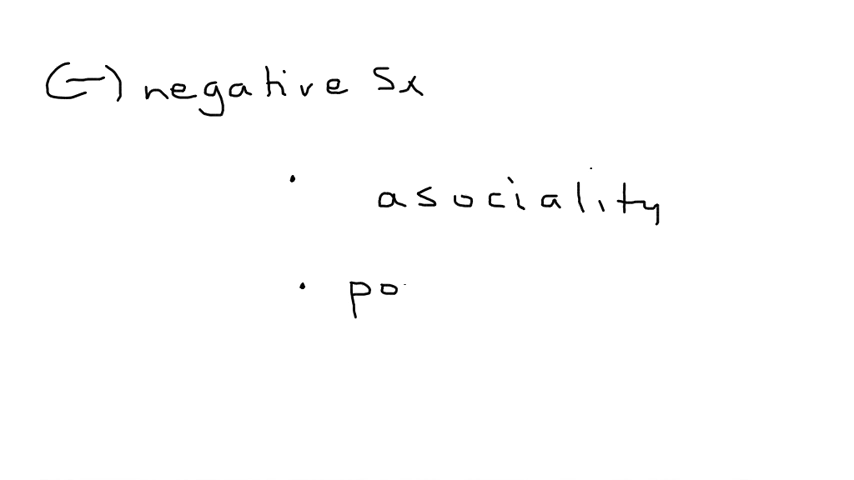 (-) negative Sx
· asociality
· po